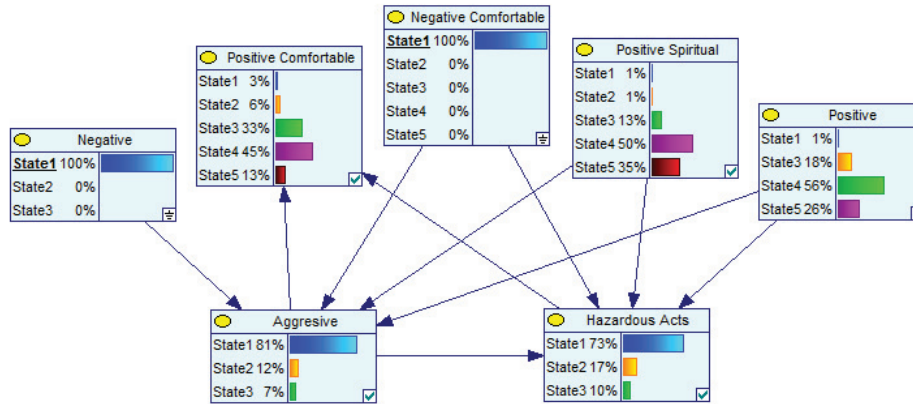 Negative Comfortable
State1 100%
State2 0%
State3 0%
State4 0%
State5 0%
Positive Comfortable
State1 3%
State2 6%
State3 33%
State4 45%
State5 13%
Positive Spiritual
State1 1%
State2 1%
State3 13%
State4 50%
State5 35%
Positive
State1 1%
State3 18%
State4 56%
State5 26%
Negative
State1 100%
State2 0%
State3 0%
Aggresive
State1 81%
State2 12%
State3 7%
Hazardous Acts
State1 73%
State2 17%
State3 10%